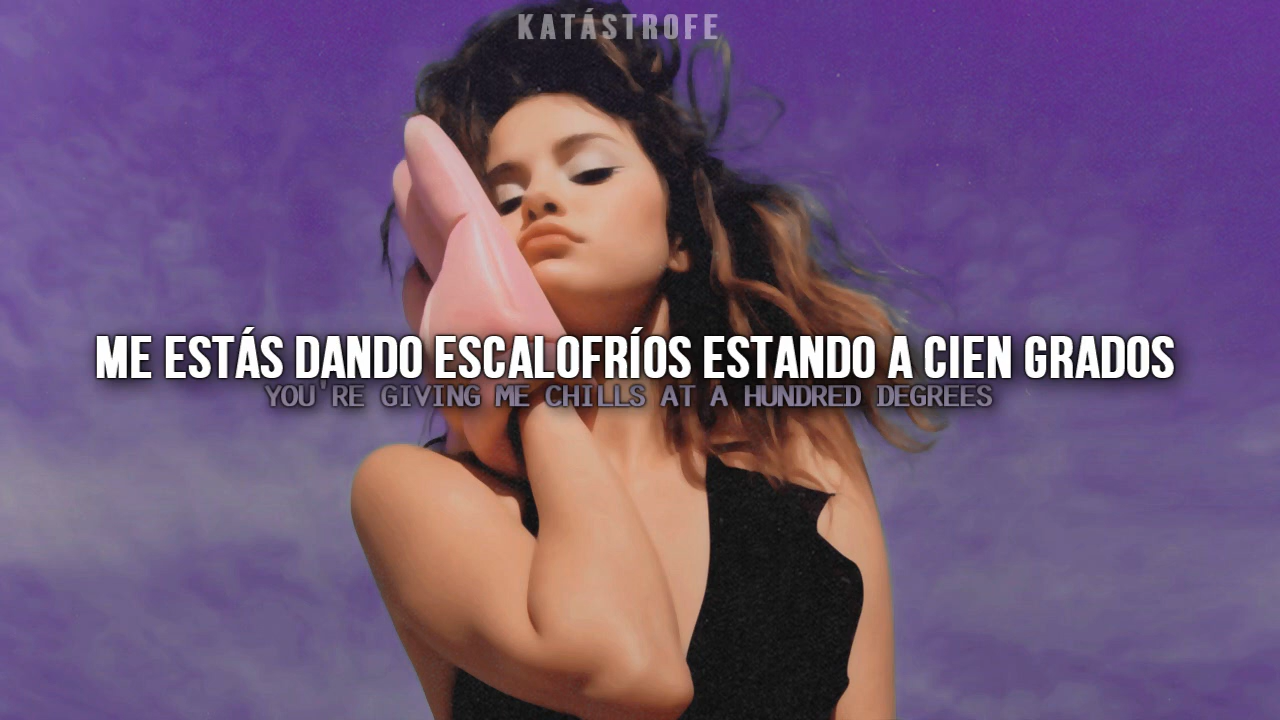 KATÁSTROFE
ME ESTÁS DANDO ESCALOFRÍOS ESTANDO A CIEN GRADOS
YOU'RE GIVING ME CHILLS AT A HUNDRED DEGREES